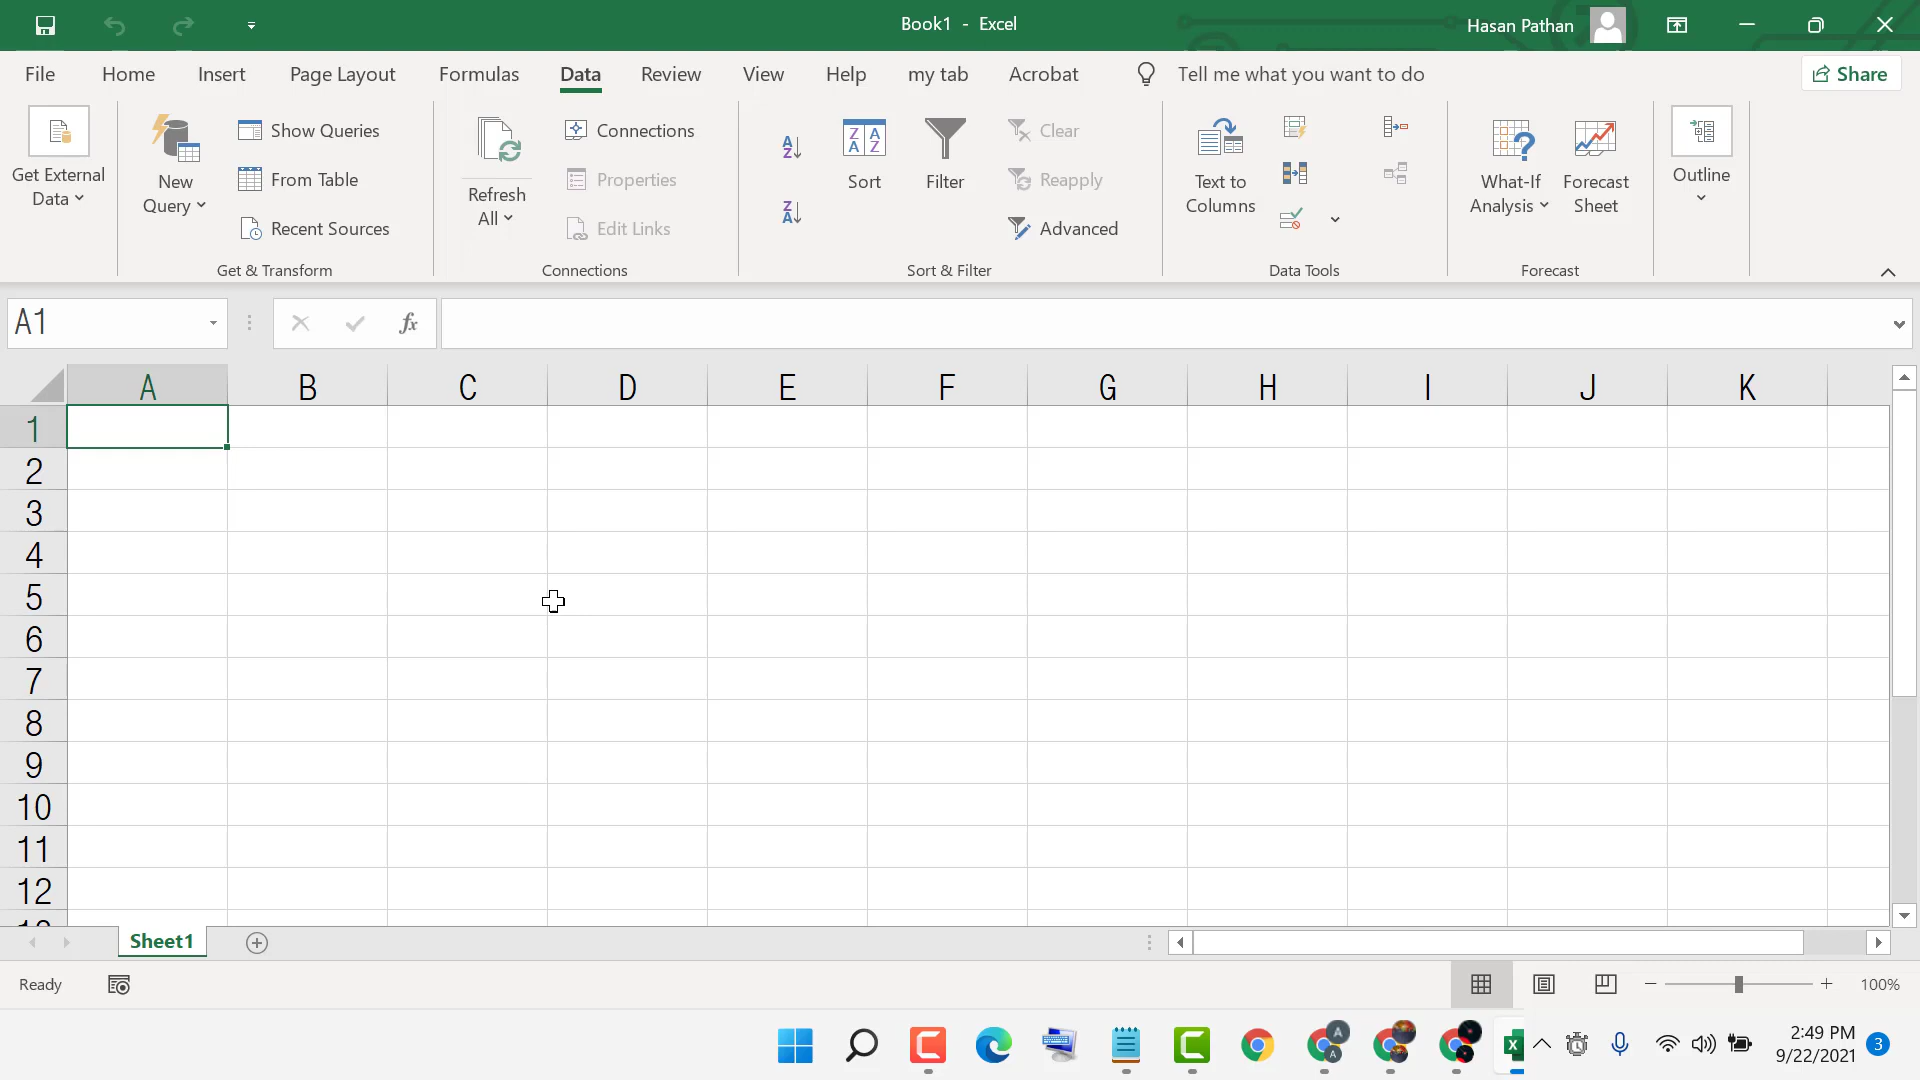 Book1 - Excel
Hasan Pathan
File Home Insert Page Layout Formulas Data Review View Help my tab Acrobat Tell me what you want to do Share
Get External
Data
New
Query
Show Queries
From Table
Recent Sources
Get & Transform
Refresh
All
Connections
Properties
Edit Links
Connections
Sort
Filter
Clear
Reapply
Advanced
Sort & Filter
Text to
Columns
Data Tools
What-If
Analysis
Forecast
Sheet
Forecast
Outline
A1
fx
A B C D E F G H I J K
1
2
3
4
5
6
7
8
9
10
11
12
Sheet1
Ready
100%
2:49 PM
9/22/2021
3